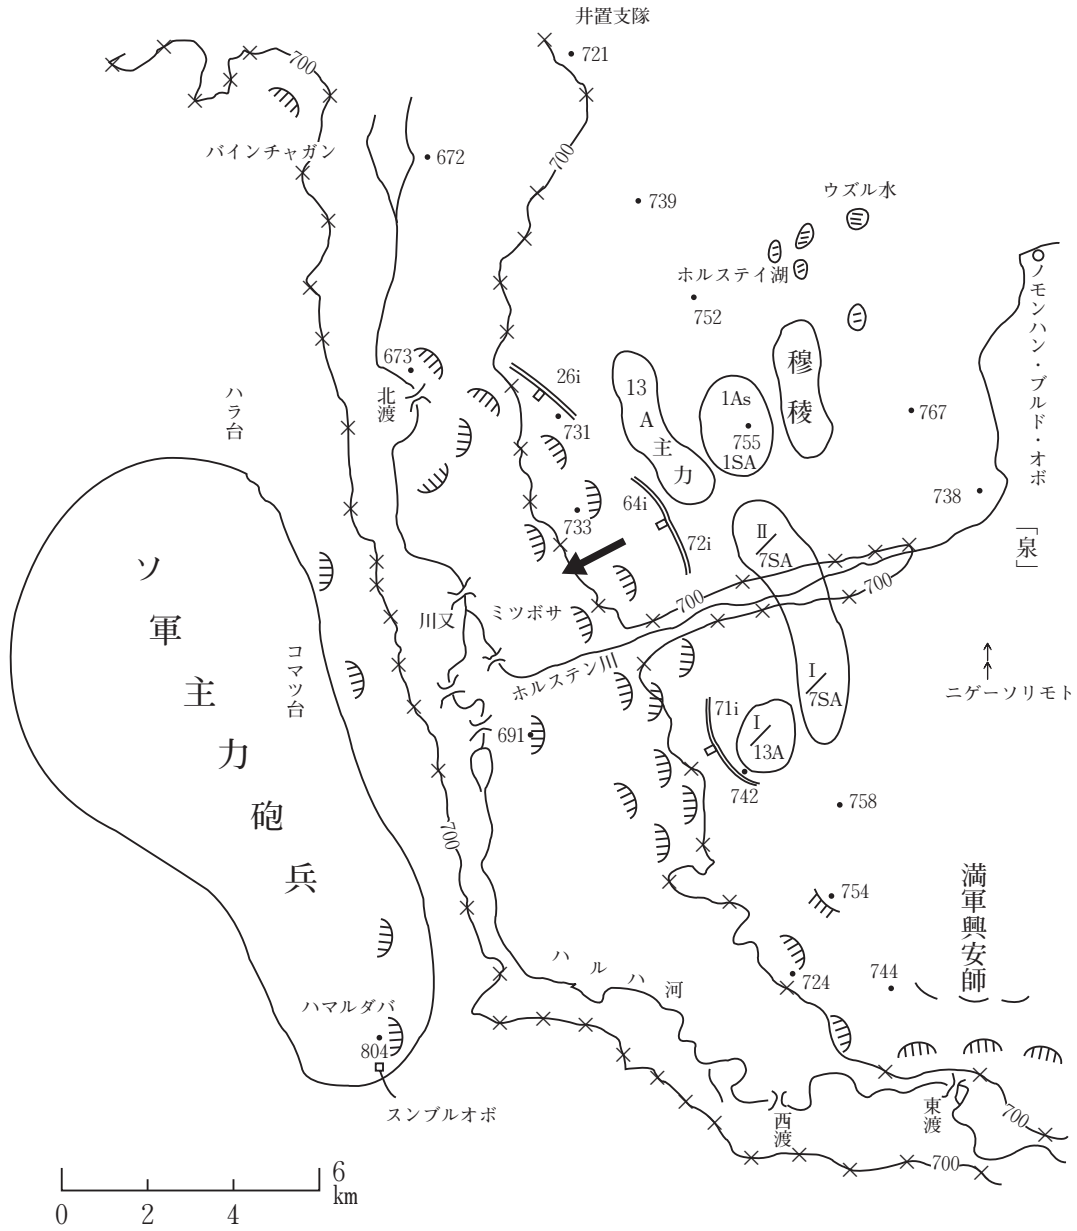 井置支隊
721
700
バインチャガン
672
700
739
ウズル水
ホルステイ湖
752
ノモンハン・ブルド・オボ
673
北渡
ハラ台
26i
731
13A主力
1As
755
1SA
穆稜
767
738
「泉」
64i
733
72i
Ⅱ/7SA
700
700
ミツボサ
川又
ホルステン川
ソ軍主力砲兵
コマツ台
ニゲーソリモト
691
71i
Ⅰ/7SA
Ⅰ/13A
742
758
700
754
満軍興安師
724
744
ハルハ河
ハマルダバ
804
スンブルオボ
西渡
東渡
700
700
0
2
4
6
km